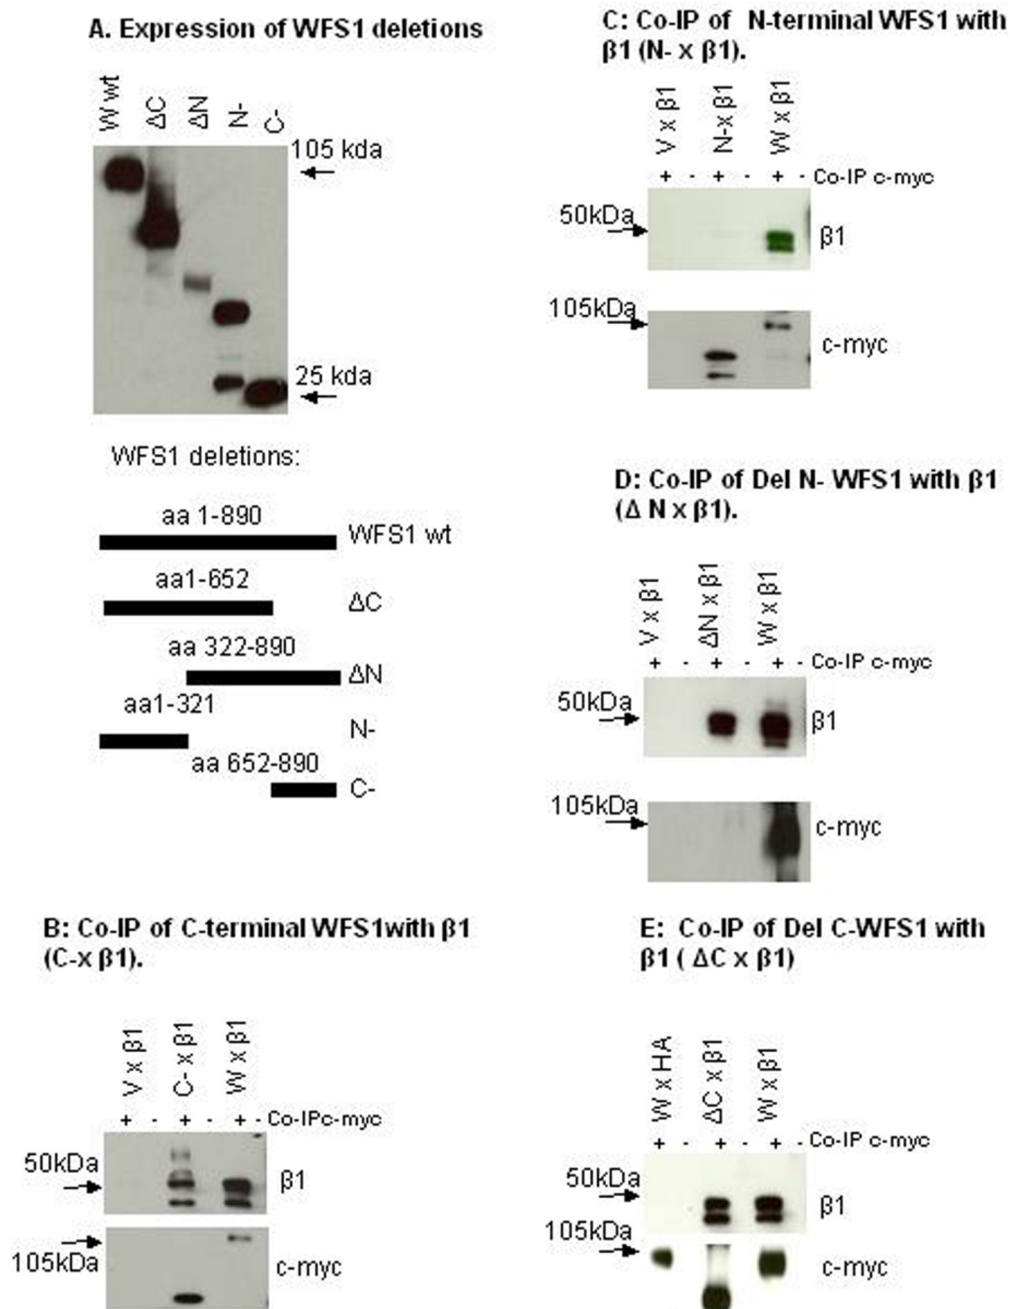 A. Expression of WFS1 deletions
W wt
ΔC
ΔN
N-
C-
105 kda
25 kda
WFS1 deletions:
aa 1-890
WFS1 wt
aa1-652
ΔC
aa 322-890
ΔN
aa1-321
N-
aa 652-890
C-
B: Co-IP of C-terminal WFS1with β1
(C-x β1).
V x β1
C- x β1
W x β1
+ - + - + - Co-IPc-myc
50kDa
β1
105kDa
c-myc
C: Co-IP of N-terminal WFS1 with
β1 (N- x β1).
V x β1
N-x β1
W x β1
+ - + - + - Co-IP c-myc
50kDa
β1
105kDa
c-myc
D: Co-IP of Del N- WFS1 with β1
(Δ N x β1).
V x β1
ΔN x β1
W x β1
+ - + - + - Co-IP c-myc
50kDa
β1
105kDa
c-myc
E: Co-IP of Del C-WFS1 with
β1 ( ΔC x β1)
W x HA
ΔC x β1
W x β1
+ - + - + - Co-IP c-myc
50kDa
β1
105kDa
c-myc